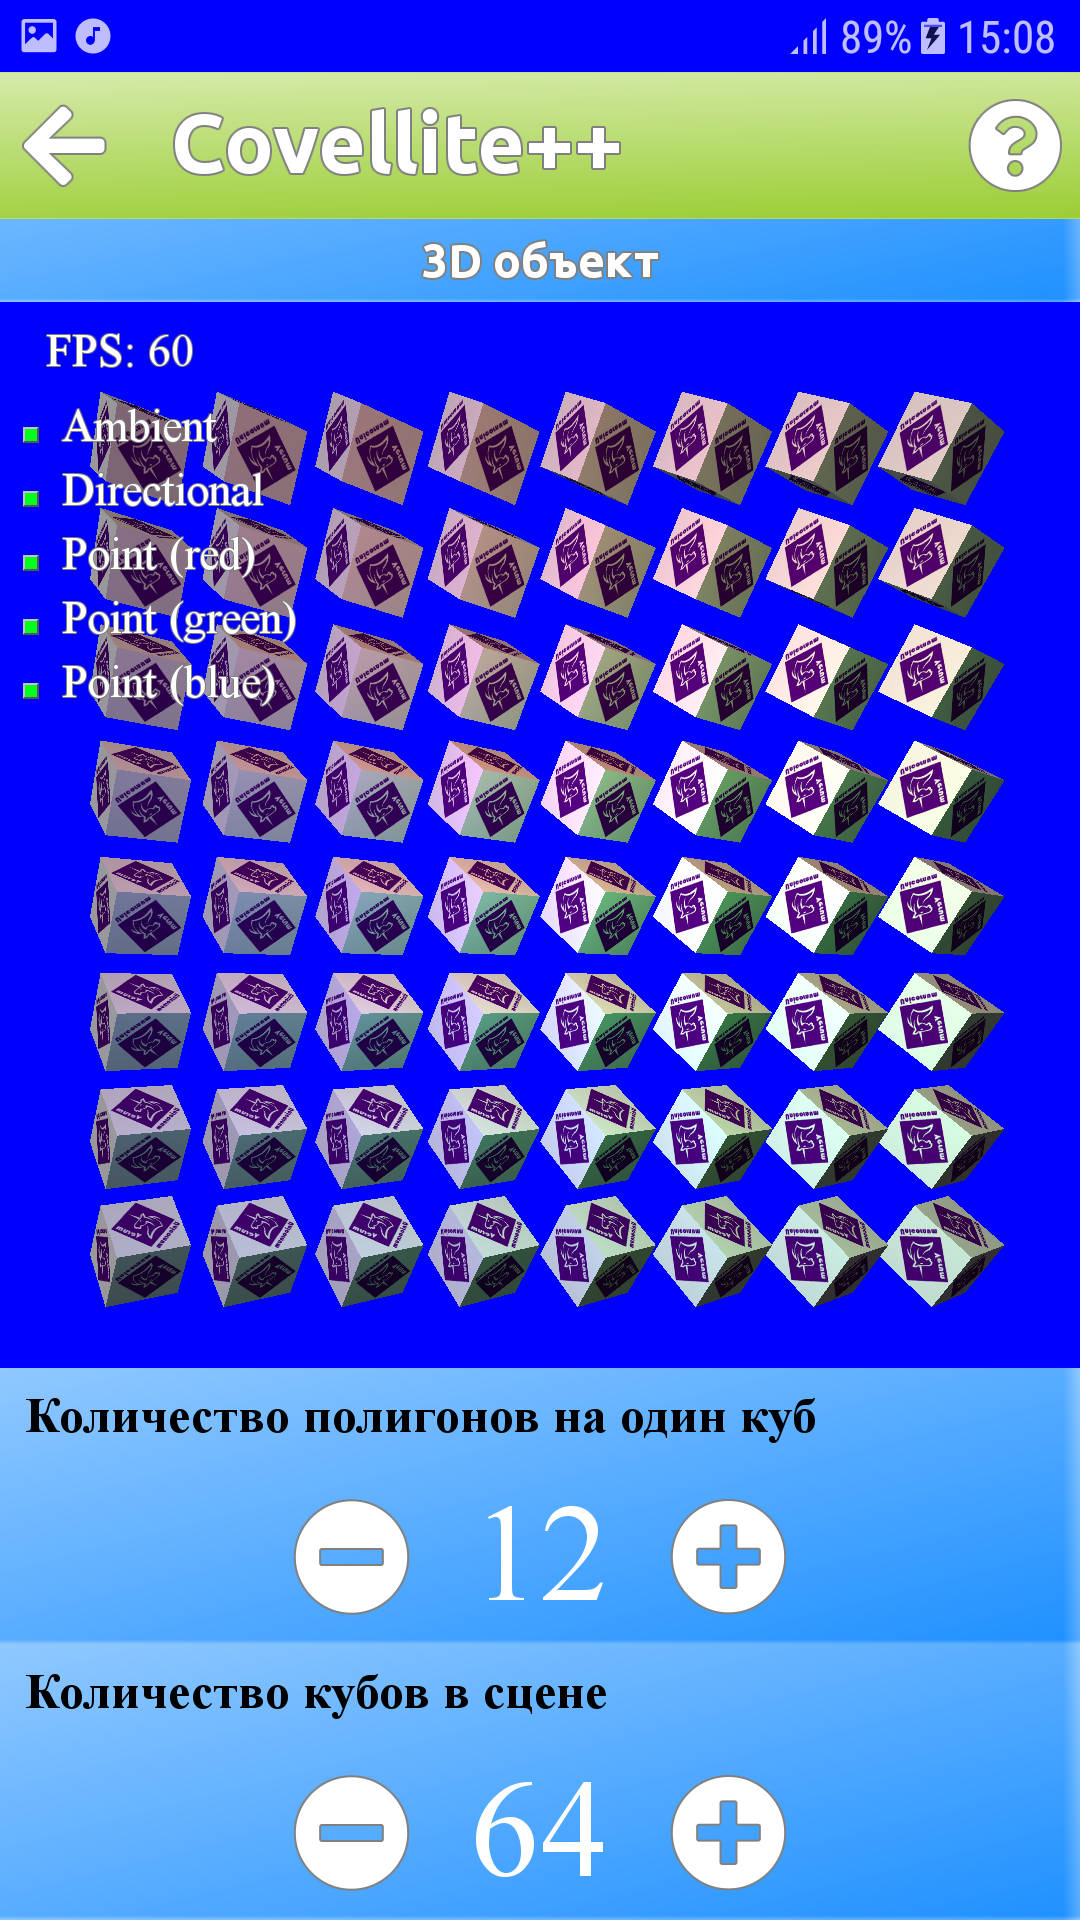 89% 15:08
Covellite++
3D объект
FPS: 60
Ambient
Directional
Point (red)
Point (green)
Point (blue)
Количество полигонов на один куб
12
Количество кубов в сцене
64